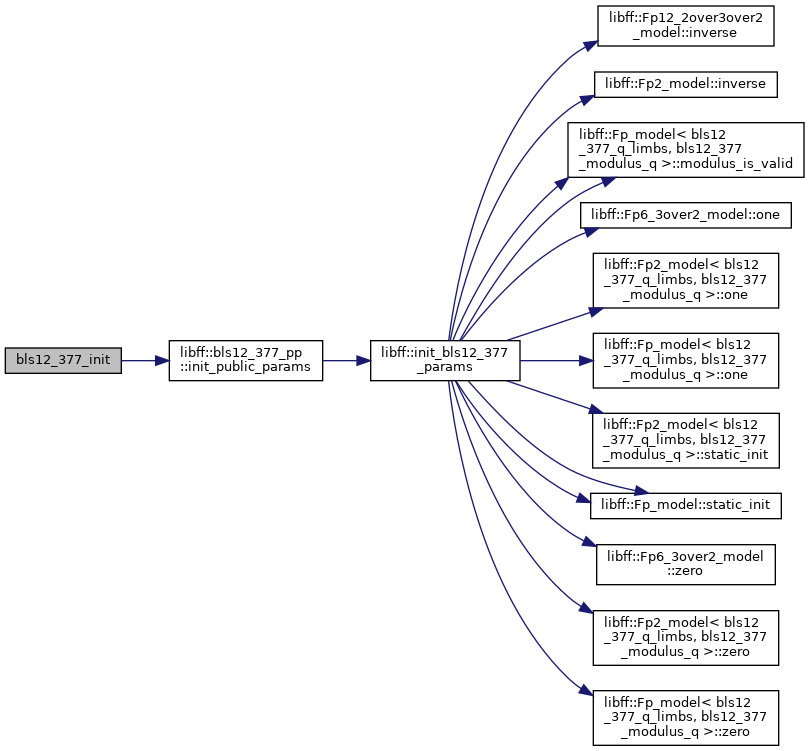 libff::Fp12_2over3over2
_model::inverse
libff::Fp2_model::inverse
libff::Fp_model< bls12
_377_q_limbs, bls12_377
_modulus_q >::modulus_is_valid
libff::Fp6_3over2_model::one
libff::Fp2_model< bls12
_377_q_limbs, bls12_377
_modulus_q >::one
bls12_377_init
libff::bls12_377_pp
::init_public_params
libff::init_bls12_377
_params
libff::Fp_model< bls12
_377_q_limbs, bls12_377
_modulus_q >::one
libff::Fp2_model< bls12
_377_q_limbs, bls12_377
_modulus_q >::static_init
libff::Fp_model::static_init
libff::Fp6_3over2_model
::zero
libff::Fp2_model< bls12
_377_q_limbs, bls12_377
_modulus_q >::zero
libff::Fp_model< bls12
_377_q_limbs, bls12_377
_modulus_q >::zero